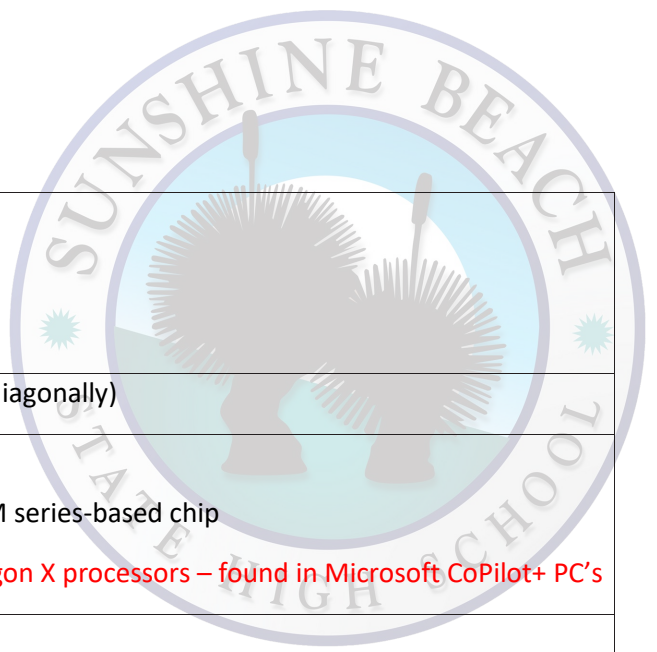 SUNSHINE BEACH
iagonally)
series-based chip
gon X processors – found in Microsoft CoPilot+ PC's
STATE HIGH SCHOOL